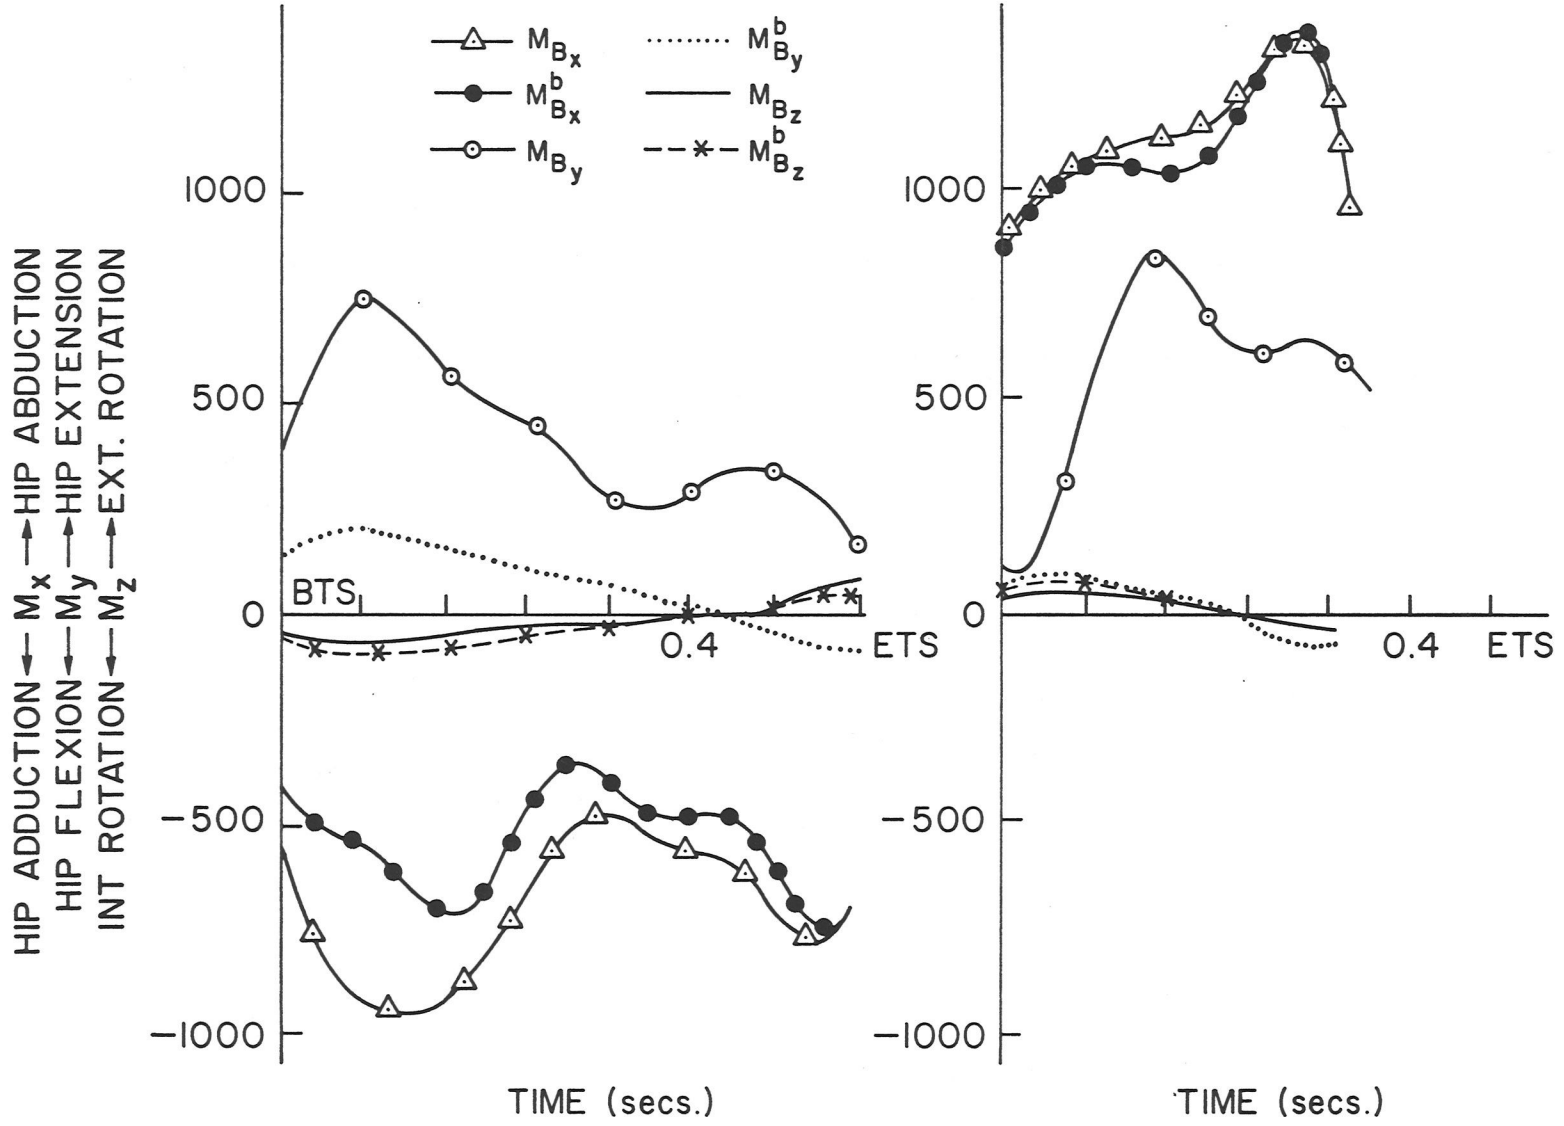 M_Bx
M^b_Bx
M_By
M^b_By
M_Bz
M^b_Bz
HIP ADDUCTION ← Mx → HIP ABDUCTION
HIP FLEXION ← My → HIP EXTENSION
INT ROTATION ← Mz → EXT. ROTATION
1000
500
0
−500
−1000
BTS
0.4
ETS
TIME (secs.)
1000
500
0
−500
−1000
0.4
ETS
TIME (secs.)